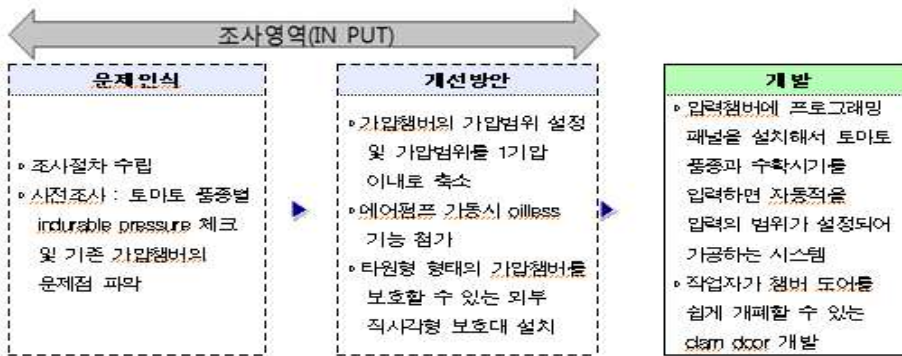 조사영역(IN PUT)
문제인식
◦ 조사절차 수립
◦ 사전조사 : 토마토 품종별
indurable pressure 체크
및 기존 가압챔버의
문제점 파악
개선방안
◦ 가압챔버의 가압범위 설정
및 가압범위를 1기압
이내로 축소
◦ 에어펌프 가동시 oilless
기능 첨가
◦ 타원형 형태의 가압챔버를
보호할 수 있는 외부
직사각형 보호대 설치
개발
◦ 압력챔버에 프로그래밍
패널을 설치해서 토마토
품종과 수확시기를
입력하면 자동적을
압력의 범위가 설정되어
가공하는 시스템
◦ 작업자가 챔버 도어를
쉽게 개폐할 수 있는
clam door 개발